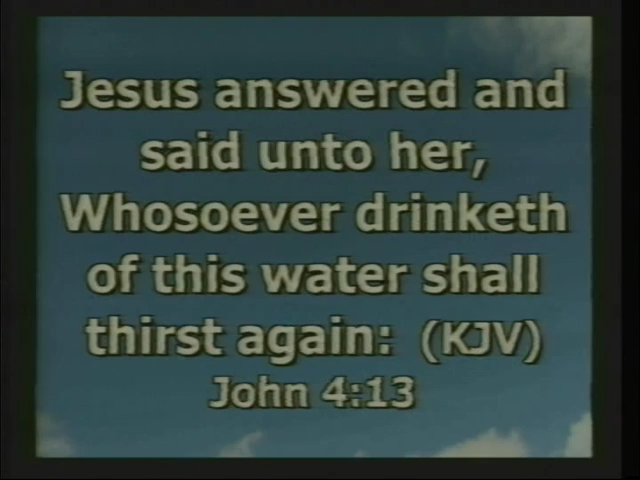 Jesus answered and
said unto her,
Whosoever drinketh
of this water shall
thirst again: (KJV)
John 4:13